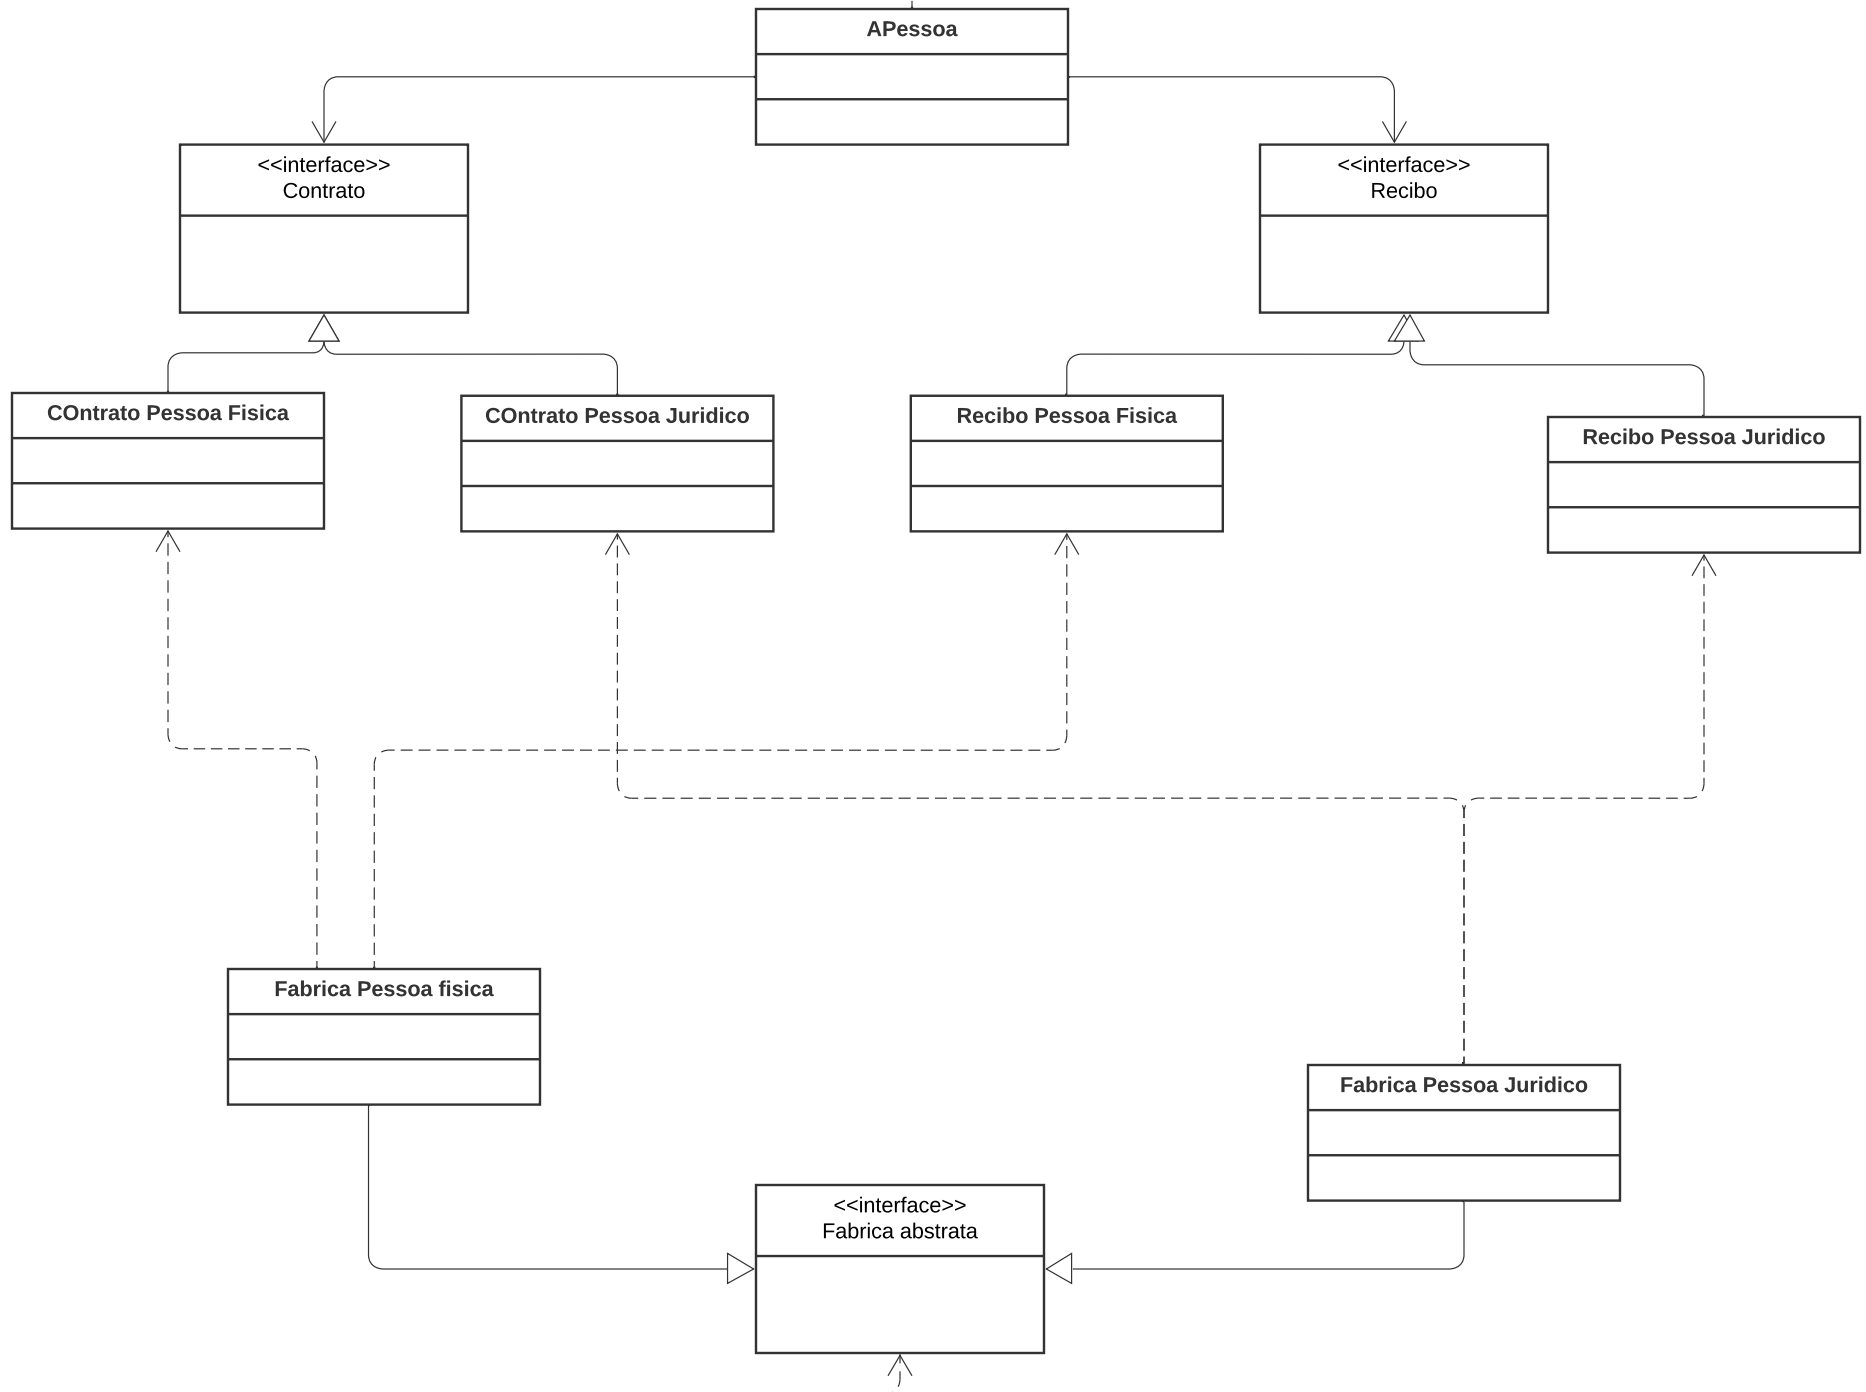 APessoa
<<interface>>
Contrato
<<interface>>
Recibo
COntrato Pessoa Fisica
COntrato Pessoa Juridico
Recibo Pessoa Fisica
Recibo Pessoa Juridico
Fabrica Pessoa fisica
Fabrica Pessoa Juridico
<<interface>>
Fabrica abstrata